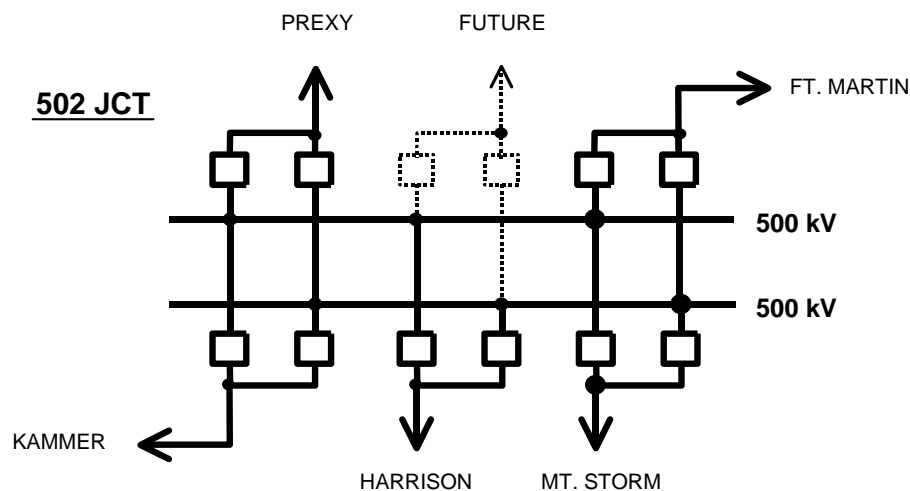 PREXY
FUTURE
502 JCT
FT. MARTIN
500 kV
500 kV
KAMMER
HARRISON
MT. STORM